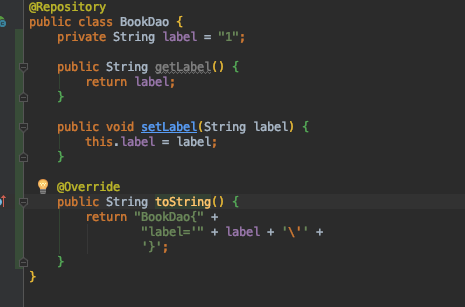 @Repository
public class BookDao {
    private String label = "1";

    public String getLabel() {
        return label;
    }

    public void setLabel(String label) {
        this.label = label;
    }

    @Override
    public String toString() {
        return "BookDao{" +
                "label='" + label + '\'' +
                '}';
    }
}